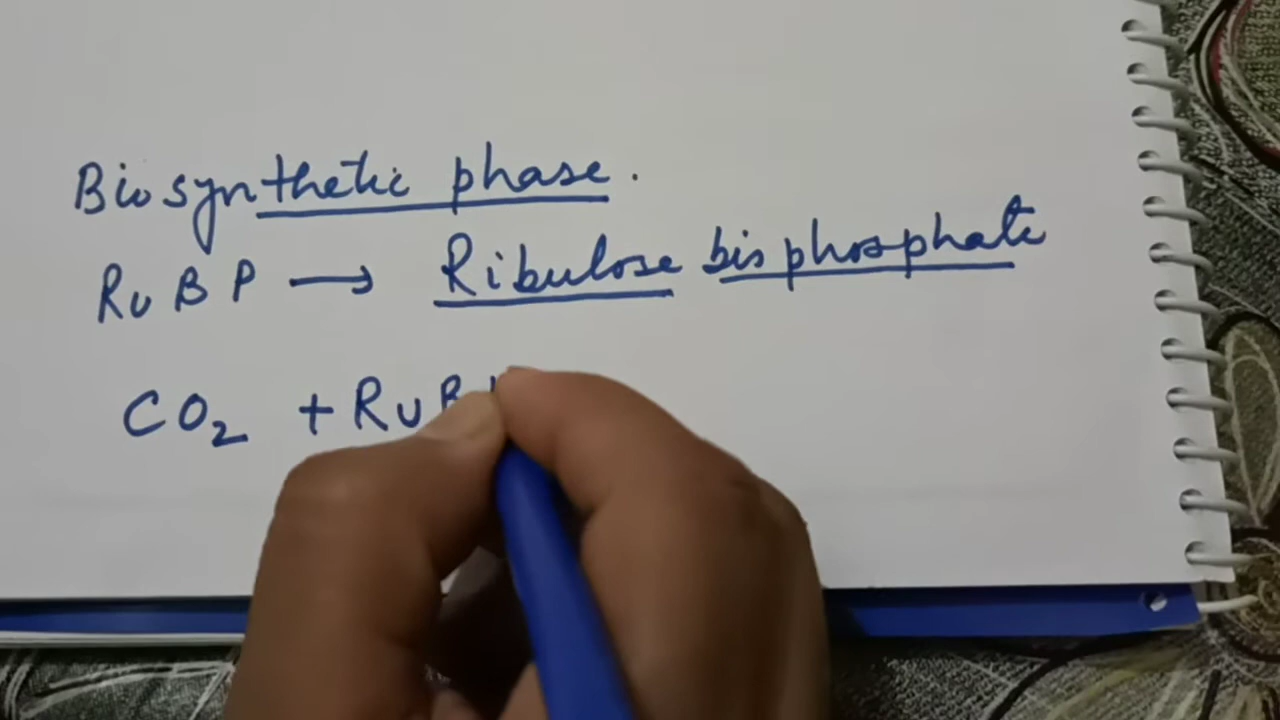 Biosynthetic phase.
RuBP → Ribulose bisphosphate
CO₂ + RuB